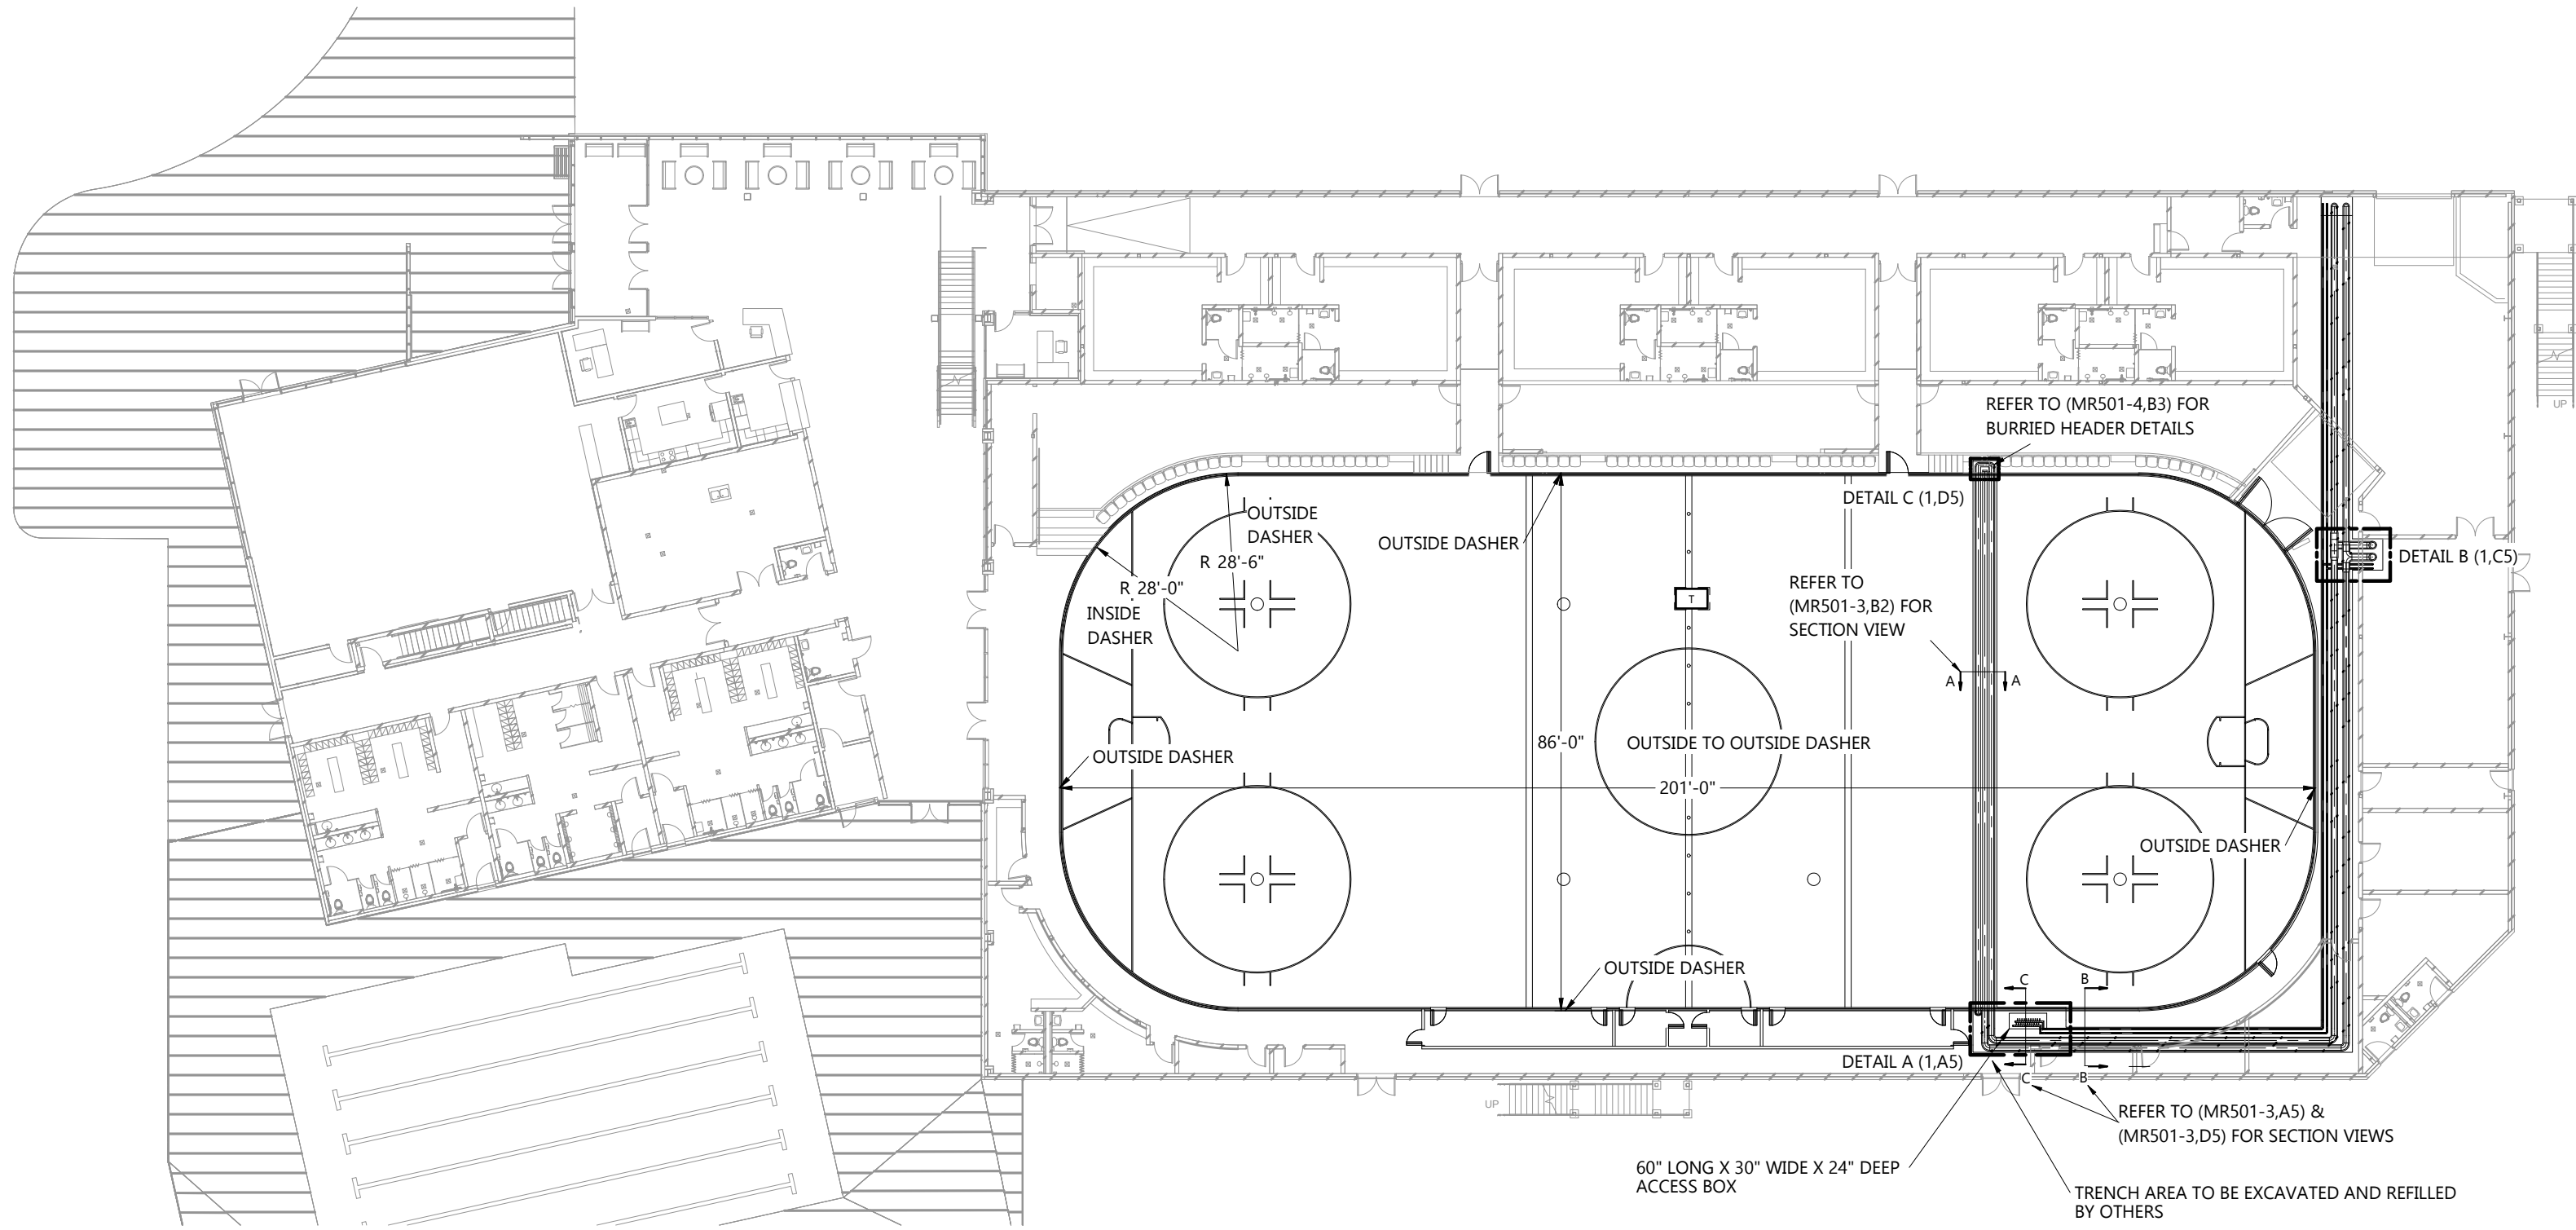 UP
REFER TO (MR501-4,B3) FOR
BURRIED HEADER DETAILS
DETAIL C (1,D5)
OUTSIDE
DASHER
OUTSIDE DASHER
DETAIL B (1,C5)
R 28'-6"
R 28'-0"
INSIDE
DASHER
REFER TO
(MR501-3,B2) FOR
SECTION VIEW
T
A
A
86'-0"
OUTSIDE TO OUTSIDE DASHER
OUTSIDE DASHER
201'-0"
OUTSIDE DASHER
OUTSIDE DASHER
C
B
DETAIL A (1,A5)
C
B
UP
REFER TO (MR501-3,A5) &
(MR501-3,D5) FOR SECTION VIEWS
60" LONG X 30" WIDE X 24" DEEP
ACCESS BOX
TRENCH AREA TO BE EXCAVATED AND REFILLED
BY OTHERS